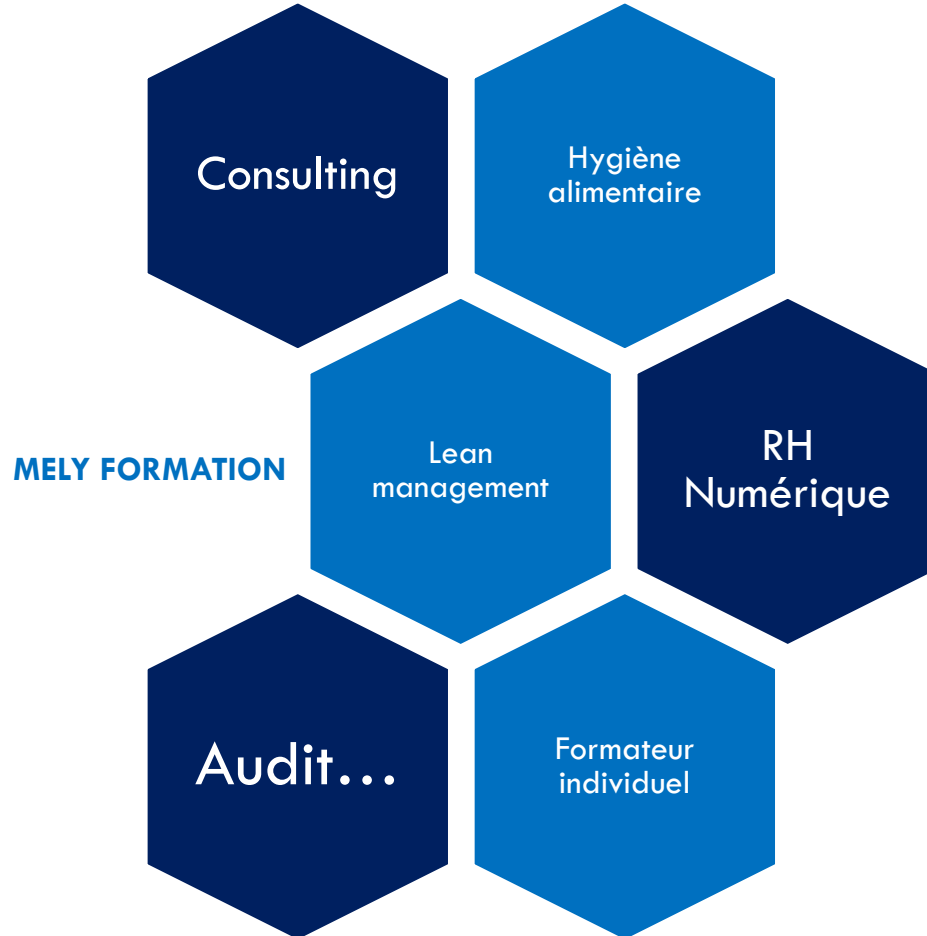 Consulting
Hygiène
alimentaire
MELY FORMATION
Lean
management
RH
Numérique
Audit…
Formateur
individuel